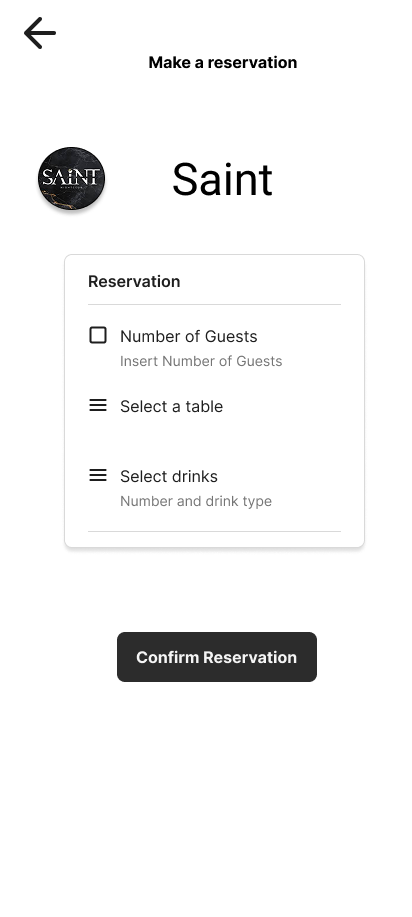 Make a reservation
SAINT
Saint
Reservation
Number of Guests
Insert Number of Guests
Select a table
Select drinks
Number and drink type
Confirm Reservation